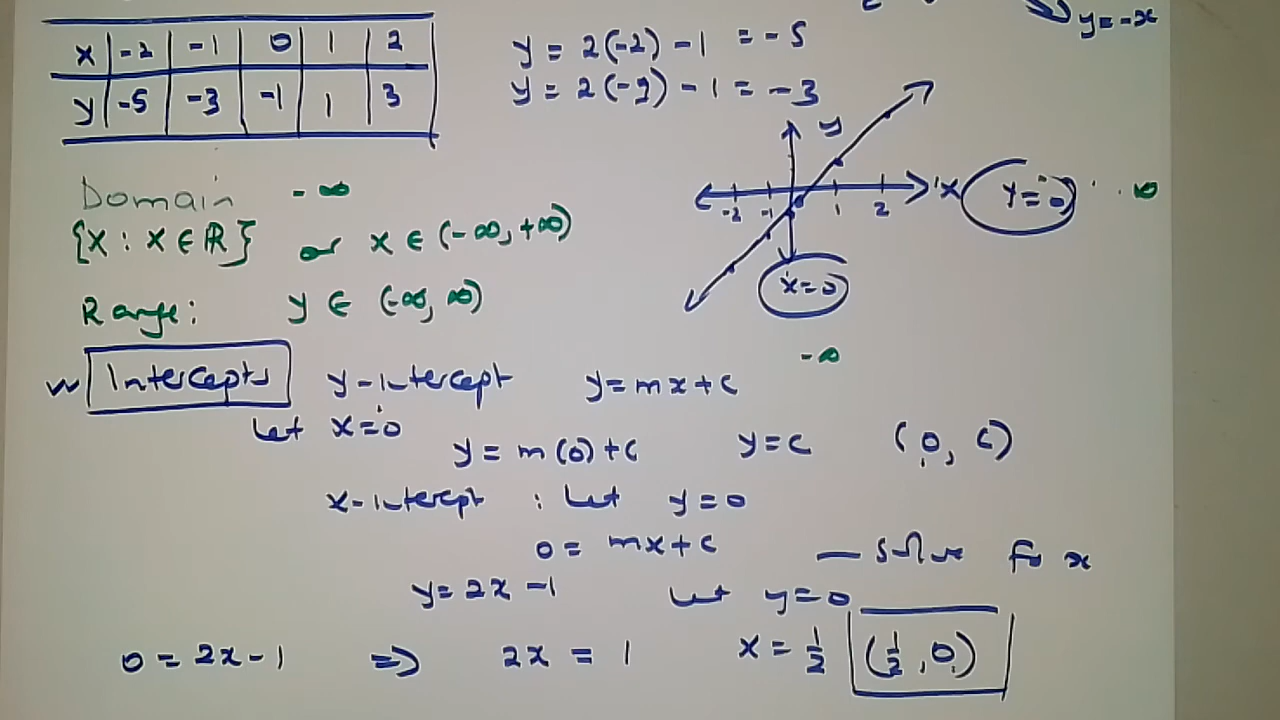 y=-x
x | -2 | -1 | 0 | 1 | 2
y | -5 | -3 | -1 | 1 | 3
y = 2(-2) - 1 = -5
y = 2(-1) - 1 = -3
y
x y=0 ∞
-2 -1 1 2
x=0
-∞
Domain -∞
{x : x ∈ ℝ} or x ∈ (-∞, +∞)
Range: y ∈ (-∞, ∞)
Intercepts y-intercept y = mx + c
Let x=0
y = m(0) + c y = c (0, c)
x-intercept : Let y = 0
0 = mx + c — Solve for x
y = 2x - 1 Let y = 0
0 = 2x - 1 ⇒ 2x = 1 x = 1/2 (1/2, 0)